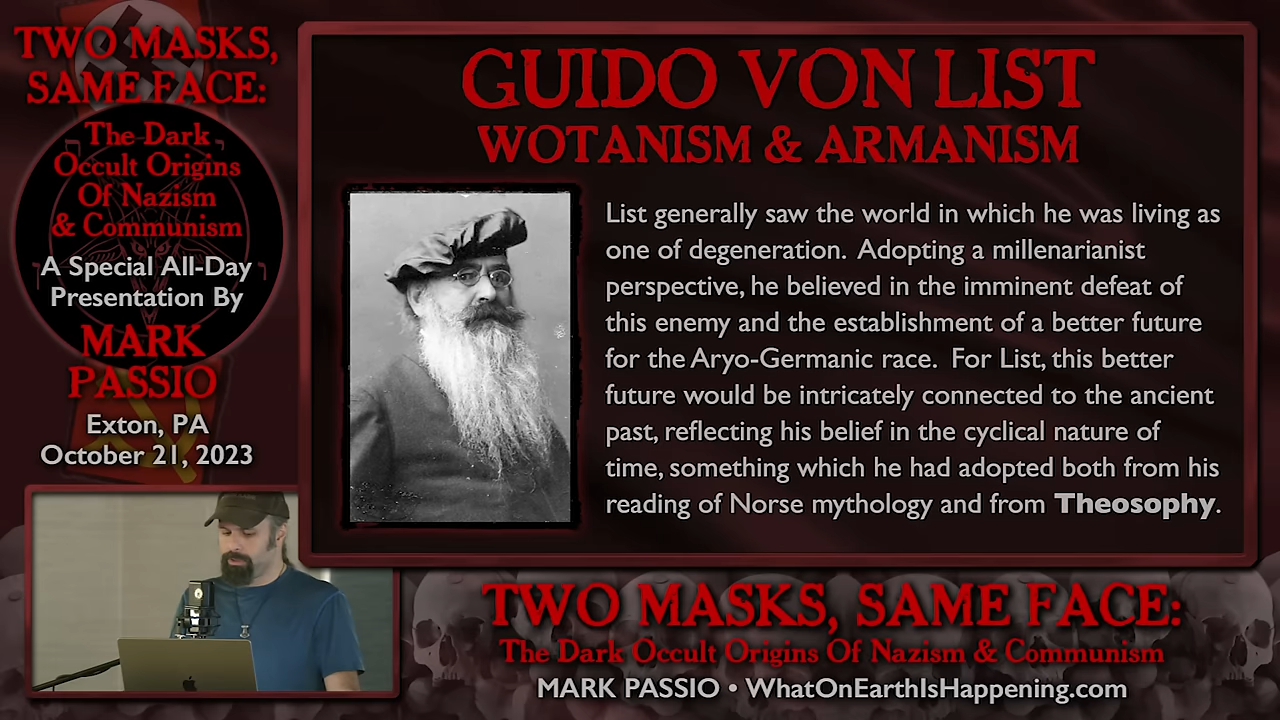 TWO MASKS,
SAME FACE:
The Dark
Occult Origins
Of Nazism
& Communism
A Special All-Day
Presentation By
MARK
PASSIO
Exton, PA
October 21, 2023
GUIDO VON LIST
WOTANISM & ARMANISM
List generally saw the world in which he was living as
one of degeneration. Adopting a millenarianist
perspective, he believed in the imminent defeat of
this enemy and the establishment of a better future
for the Aryo-Germanic race. For List, this better
future would be intricately connected to the ancient
past, reflecting his belief in the cyclical nature of
time, something which he had adopted both from his
reading of Norse mythology and from Theosophy.
TWO MASKS, SAME FACE:
The Dark Occult Origins Of Nazism & Communism
MARK PASSIO • WhatOnEarthIsHappening.com